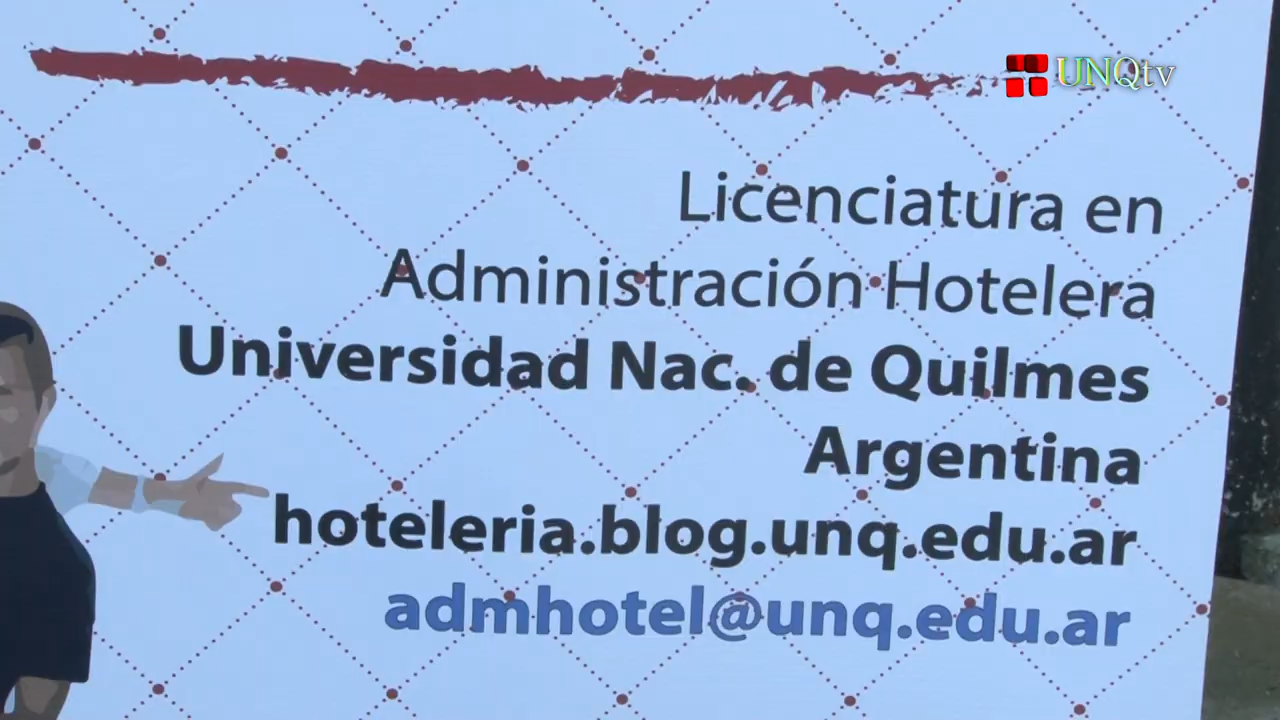 UNQtv
Licenciatura en
Administración Hotelera
Universidad Nac. de Quilmes
Argentina
hoteleria.blog.unq.edu.ar
admhotel@unq.edu.ar